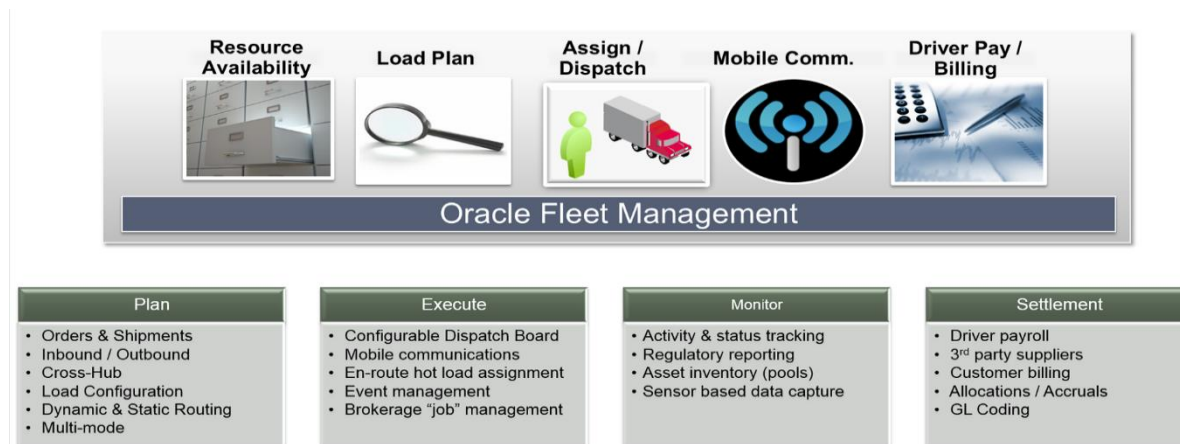 Resource
Availability
Load Plan
Assign /
Dispatch
Mobile Comm.
Driver Pay /
Billing
Oracle Fleet Management
Plan
• Orders & Shipments
• Inbound / Outbound
• Cross-Hub
• Load Configuration
• Dynamic & Static Routing
• Multi-mode
Execute
• Configurable Dispatch Board
• Mobile communications
• En-route hot load assignment
• Event management
• Brokerage “job” management
Monitor
• Activity & status tracking
• Regulatory reporting
• Asset inventory (pools)
• Sensor based data capture
Settlement
• Driver payroll
• 3rd party suppliers
• Customer billing
• Allocations / Accruals
• GL Coding